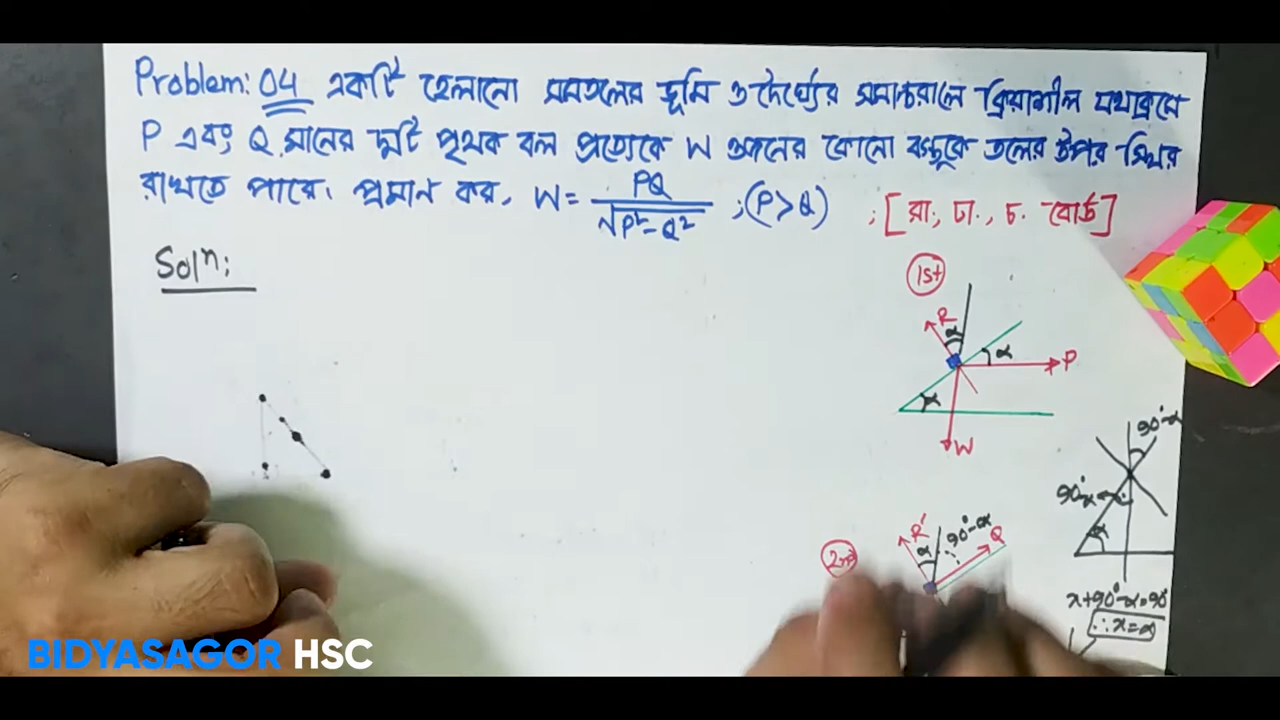 Problem: 04 একটি হেলানো সমতলের ভূমি ও দৈর্ঘ্যের সমান্তরালে ক্রিয়াশীল যথাক্রমে
P এবং Q মানের দুটি পৃথক বল প্রত্যেকে W ওজনের কোনো বস্তুকে তলের উপর স্থির
রাখতে পারে। প্রমান কর, W = PQ / √P²-Q² ; (P > Q) ; [রা:, ঢা., চ. বোর্ড]
Solⁿ:
1st
R α α P
α
W
90°-α
90°-α
α
2nd R' α 90°-α Q
x+90°-α=90°
∴ x = α
BIDYASAGOR HSC